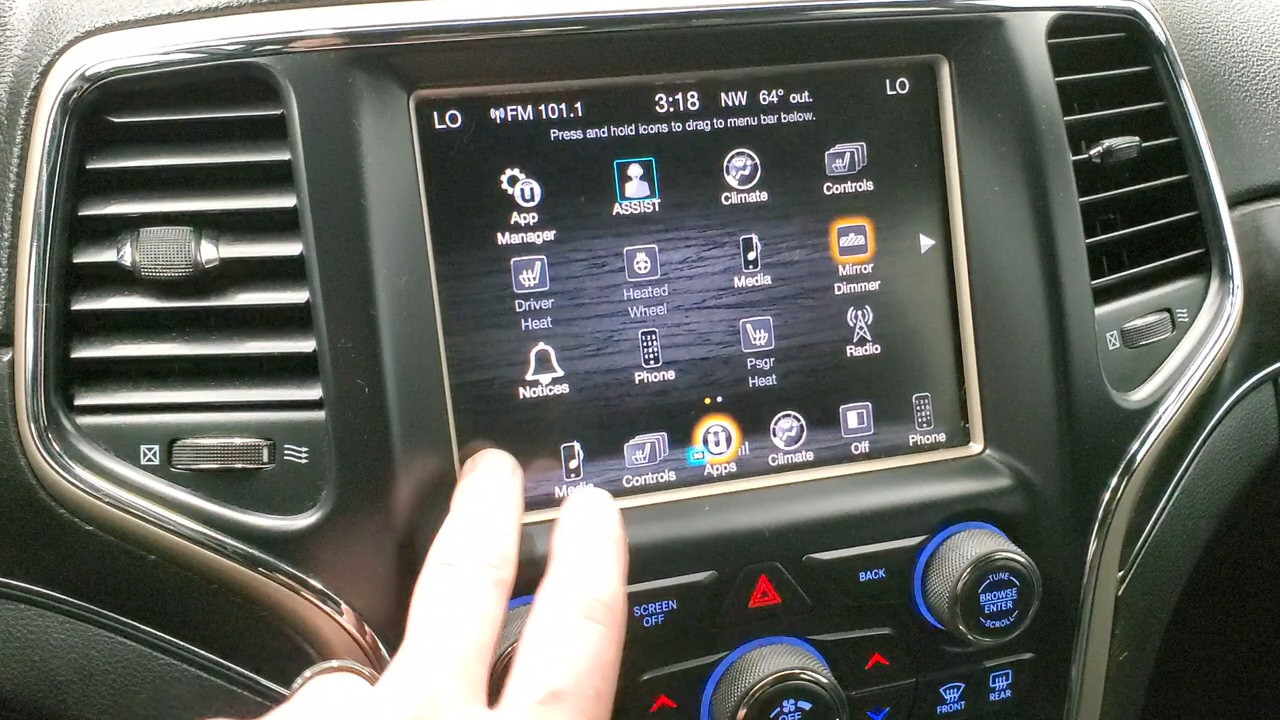 LO FM 101.1 3:18 NW 64° out. LO
Press and hold icons to drag to menu bar below.
App
Manager
ASSIST
Climate
Controls
Driver
Heat
Heated
Wheel
Media
Mirror
Dimmer
Notices
Phone
Psgr
Heat
Radio
Media
Controls
Apps
Climate
Off
Phone
SCREEN
OFF
BACK
TUNE
BROWSE
ENTER
SCROLL
OFF
FRONT
REAR